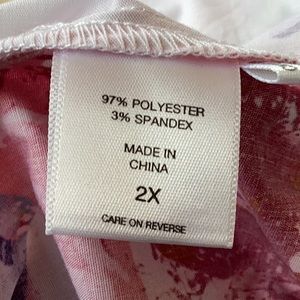 97% POLYESTER
3% SPANDEX
MADE IN
CHINA
2X
CARE ON REVERSE